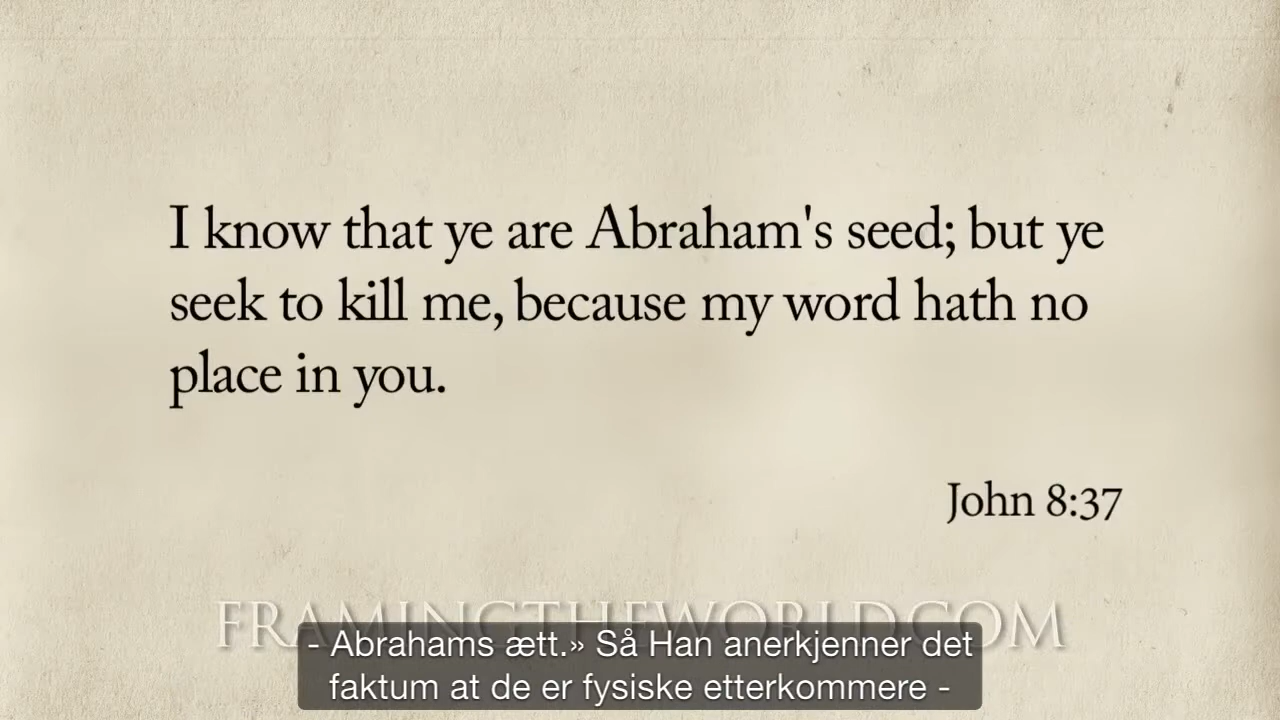 I know that ye are Abraham's seed; but ye
seek to kill me, because my word hath no
place in you.
John 8:37
FRAMINGTHEWORLD.COM
- Abrahams ætt.» Så Han anerkjenner det
faktum at de er fysiske etterkommere -